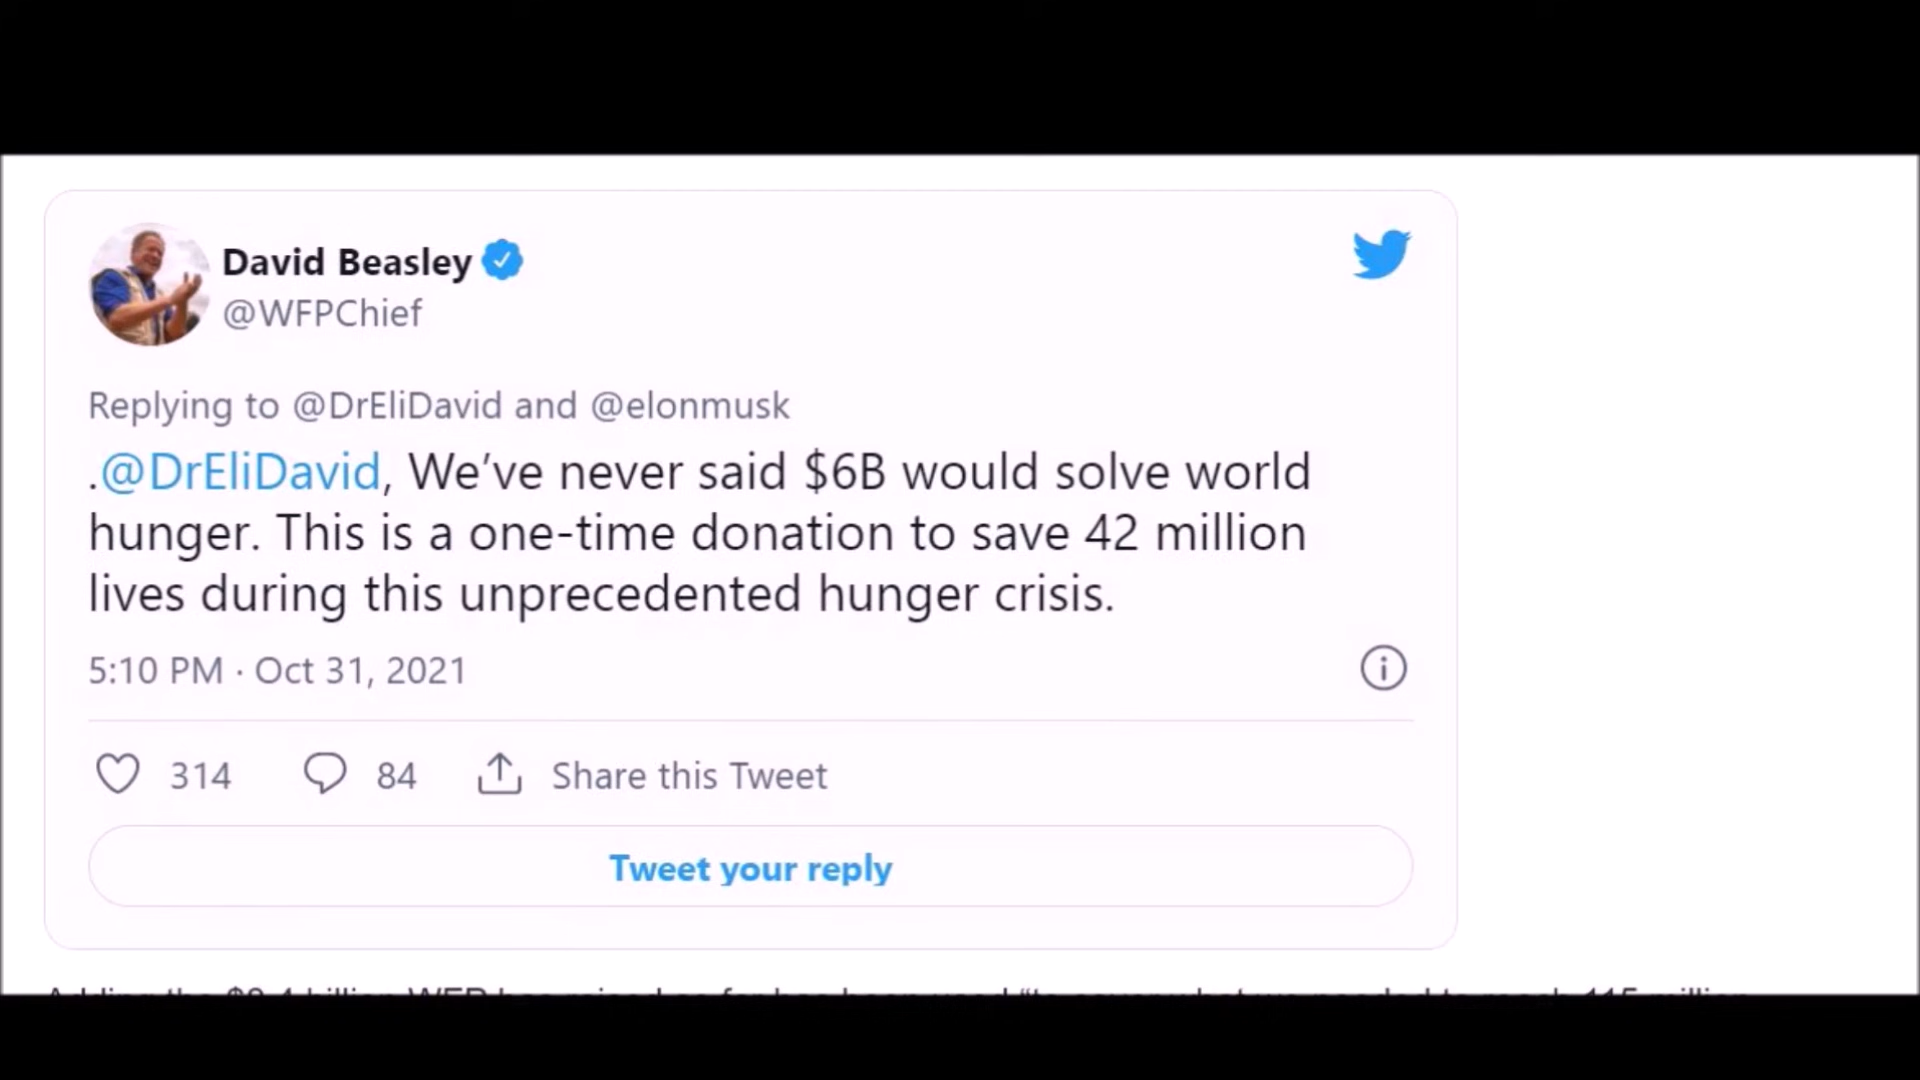 David Beasley
@WFPChief
Replying to @DrEliDavid and @elonmusk
.@DrEliDavid, We’ve never said $6B would solve world
hunger. This is a one-time donation to save 42 million
lives during this unprecedented hunger crisis.
5:10 PM · Oct 31, 2021
314 84 Share this Tweet
Tweet your reply